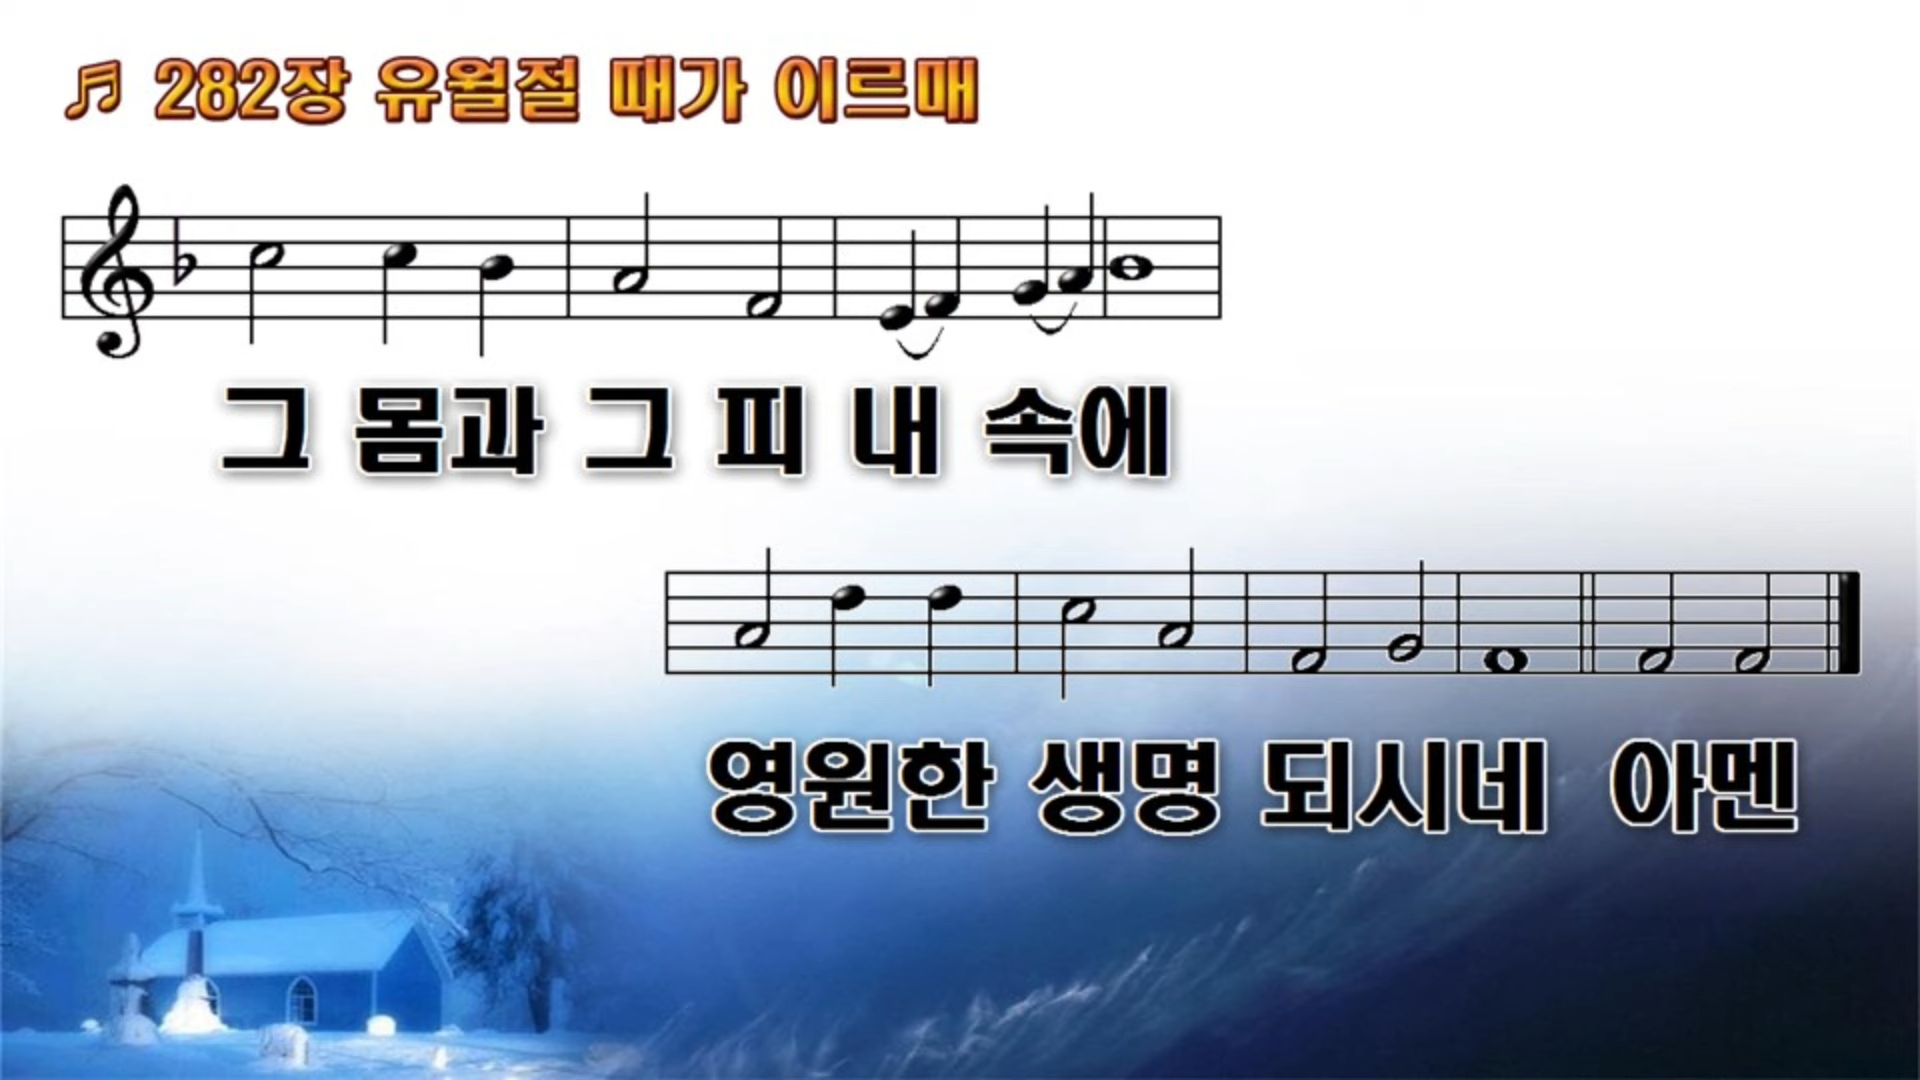 282장 유월절 때가 이르매
그 몸과 그 피 내 속에
영원한 생명 되시네 아멘